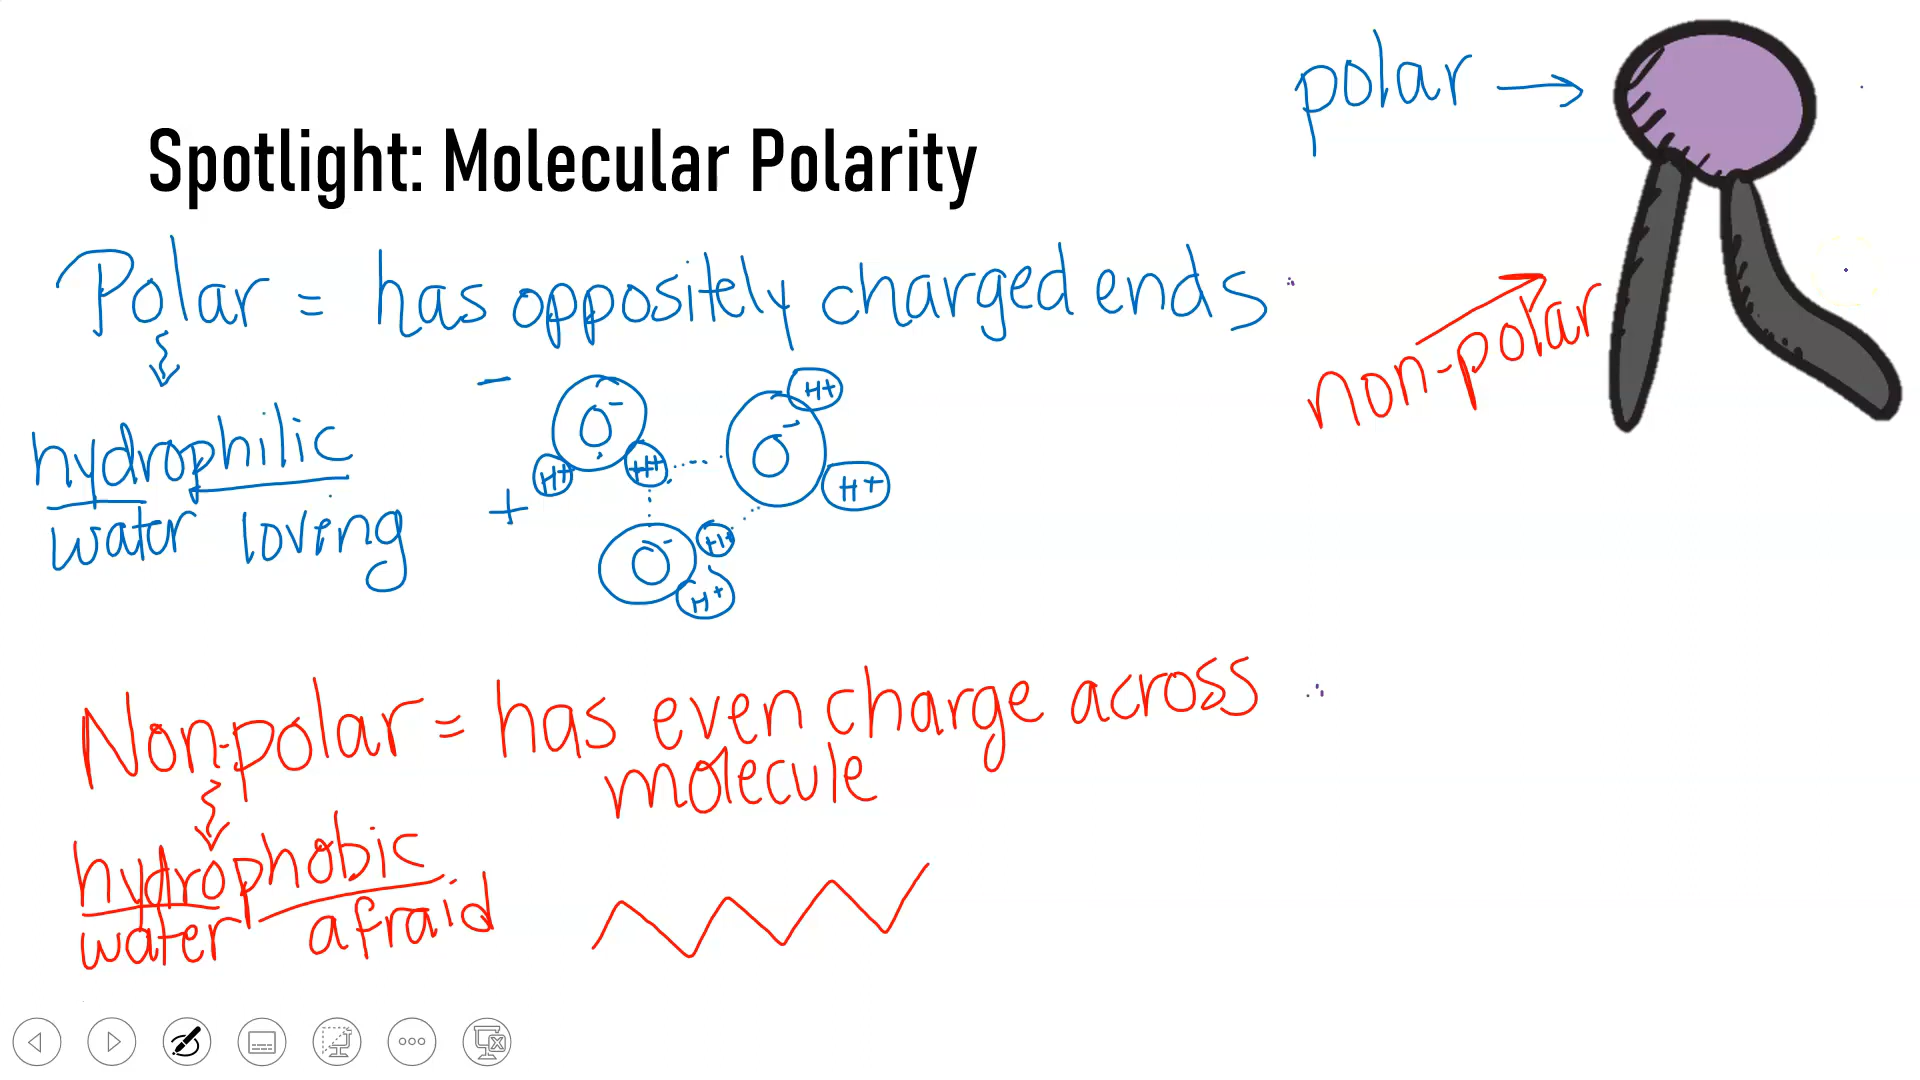 polar →
Spotlight: Molecular Polarity
Polar = has oppositely charged ends
non-polar
hydrophilic
water loving
−
+
O⁻ H+ H+
O⁻ H+ H+
O⁻ H+ H+
Non-polar = has even charge across
molecule
hydrophobic
water afraid